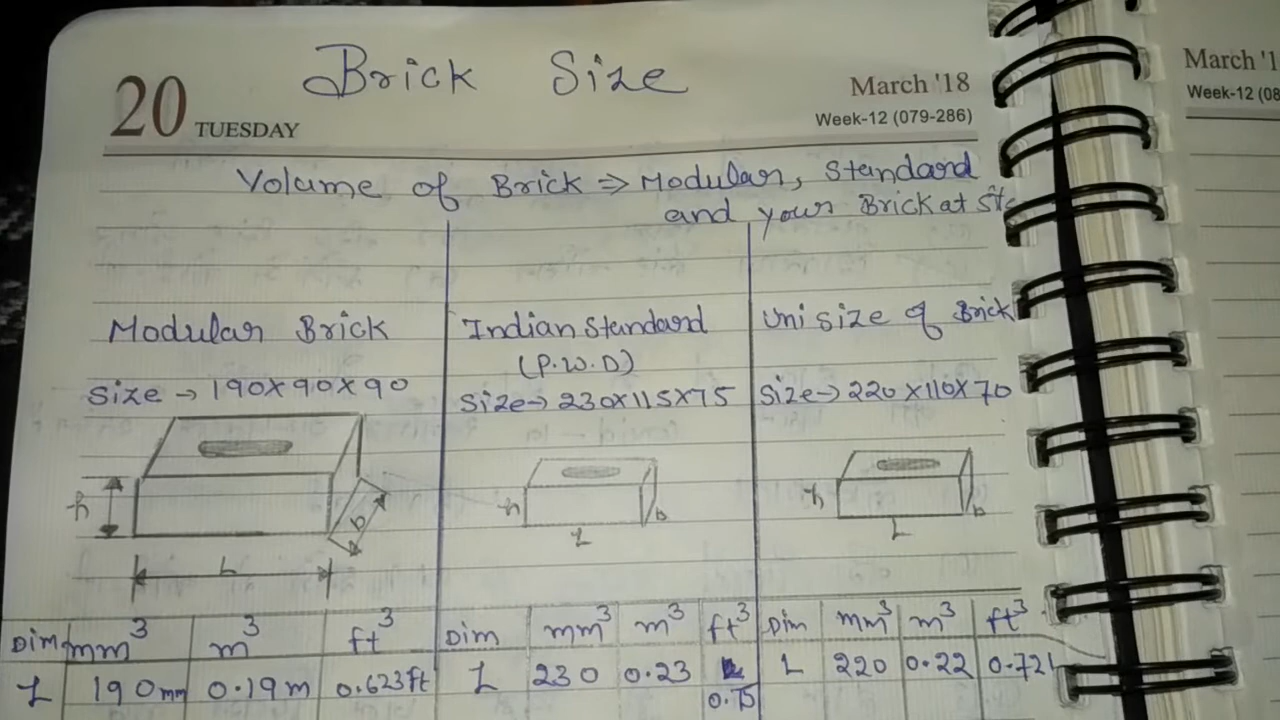 Brick Size
20 TUESDAY
March '18
Week-12 (079-286)
Volume of Brick ⇒ Modular, Standard
and your Brick at
Modular Brick
Size → 190X90X90
h
b
L
Dim mm³ m³ ft³
L 190mm 0.19m 0.623ft
Indian Standard
(P.W.D)
Size → 230X115X75
h
b
L
Dim mm³ m³ ft³
L 230 0.23
0.75
Uni size of Brick
Size → 220X110X70
h
b
L
Dim mm³ m³ ft³
L 220 0.22 0.721
March '1
Week-12 (08